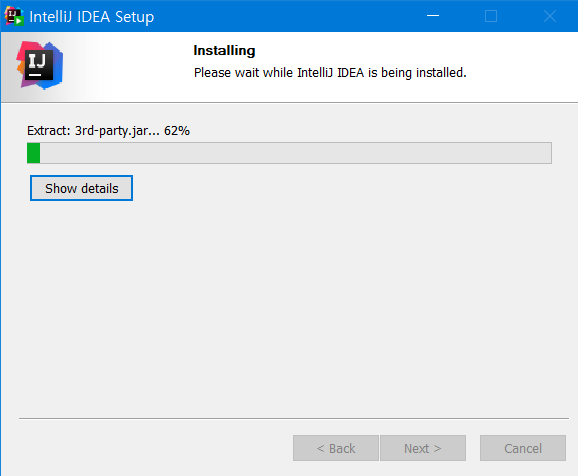 IntelliJ IDEA Setup
IJ
Installing
Please wait while IntelliJ IDEA is being installed.
Extract: 3rd-party.jar... 62%
Show details
< Back
Next >
Cancel